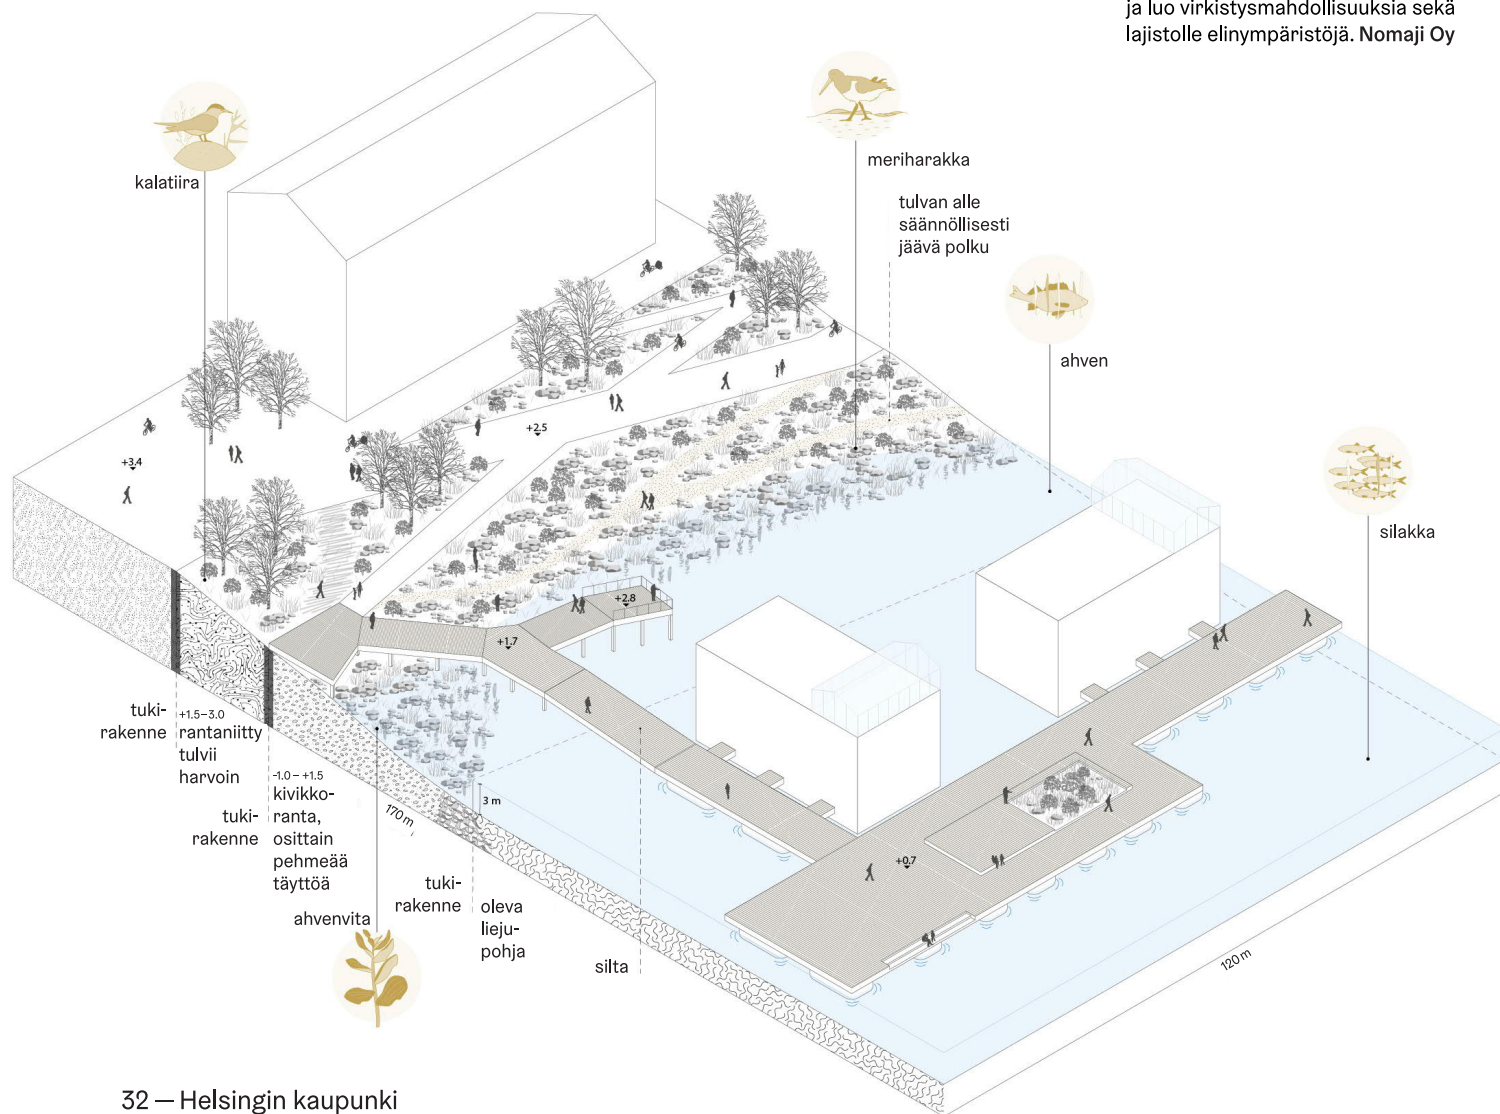 ja luo virkistysmahdollisuuksia sekä
lajistolle elinympäristöjä. Nomaji Oy
kalatiira
meriharakka
tulvan alle
säännöllisesti
jäävä polku
ahven
silakka
+3.4
+2.5
+2.8
+1.7
+0.7
tuki-
rakenne
+1.5–3.0
rantaniitty
tulvii
harvoin
tuki-
rakenne
-1.0 – +1.5
kivikko-
ranta,
osittain
pehmeää
täyttöä
170 m
3 m
ahvenvita
tuki-
rakenne
oleva
lieju-
pohja
silta
120 m
32 — Helsingin kaupunki